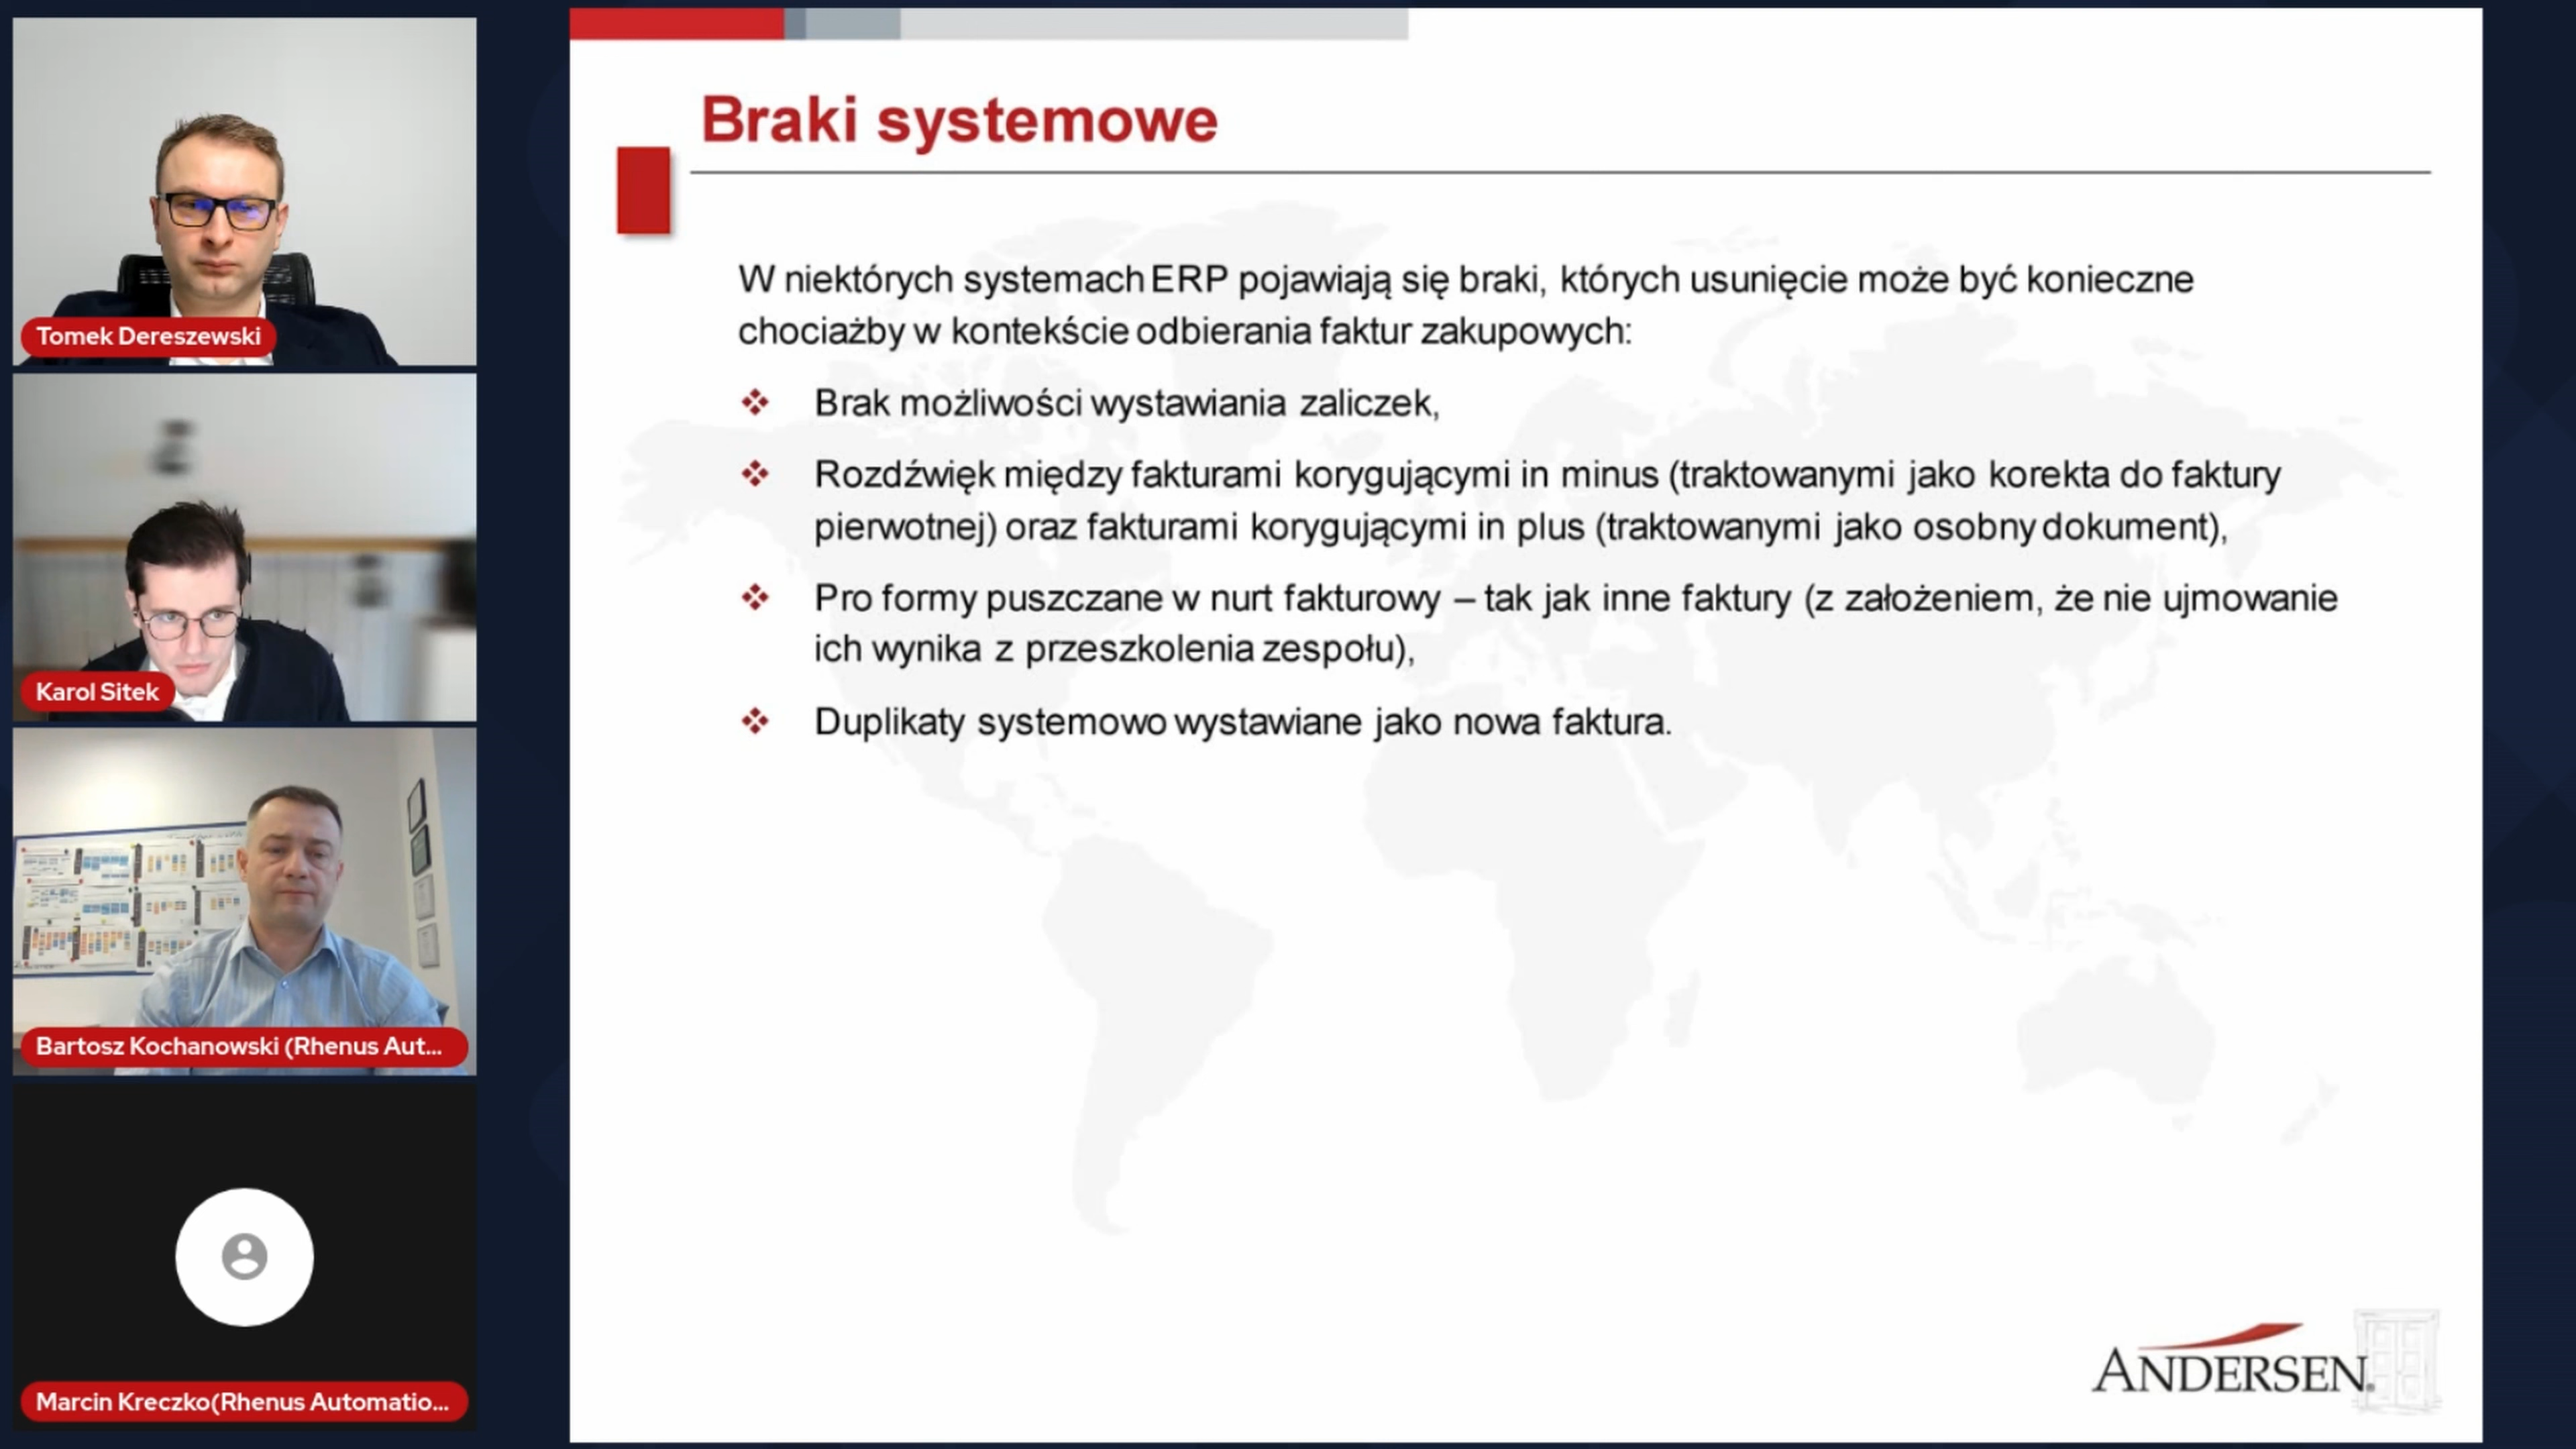 Tomek Dereszewski
Karol Sitek
Bartosz Kochanowski (Rhenus Aut...
Marcin Kreczko(Rhenus Automatio...
Braki systemowe
W niektórych systemach ERP pojawiają się braki, których usunięcie może być konieczne
chociażby w kontekście odbierania faktur zakupowych:
Brak możliwości wystawiania zaliczek,
Rozdźwięk między fakturami korygującymi in minus (traktowanymi jako korekta do faktury
pierwotnej) oraz fakturami korygującymi in plus (traktowanymi jako osobny dokument),
Pro formy puszczane w nurt fakturowy – tak jak inne faktury (z założeniem, że nie ujmowanie
ich wynika z przeszkolenia zespołu),
Duplikaty systemowo wystawiane jako nowa faktura.
ANDERSEN